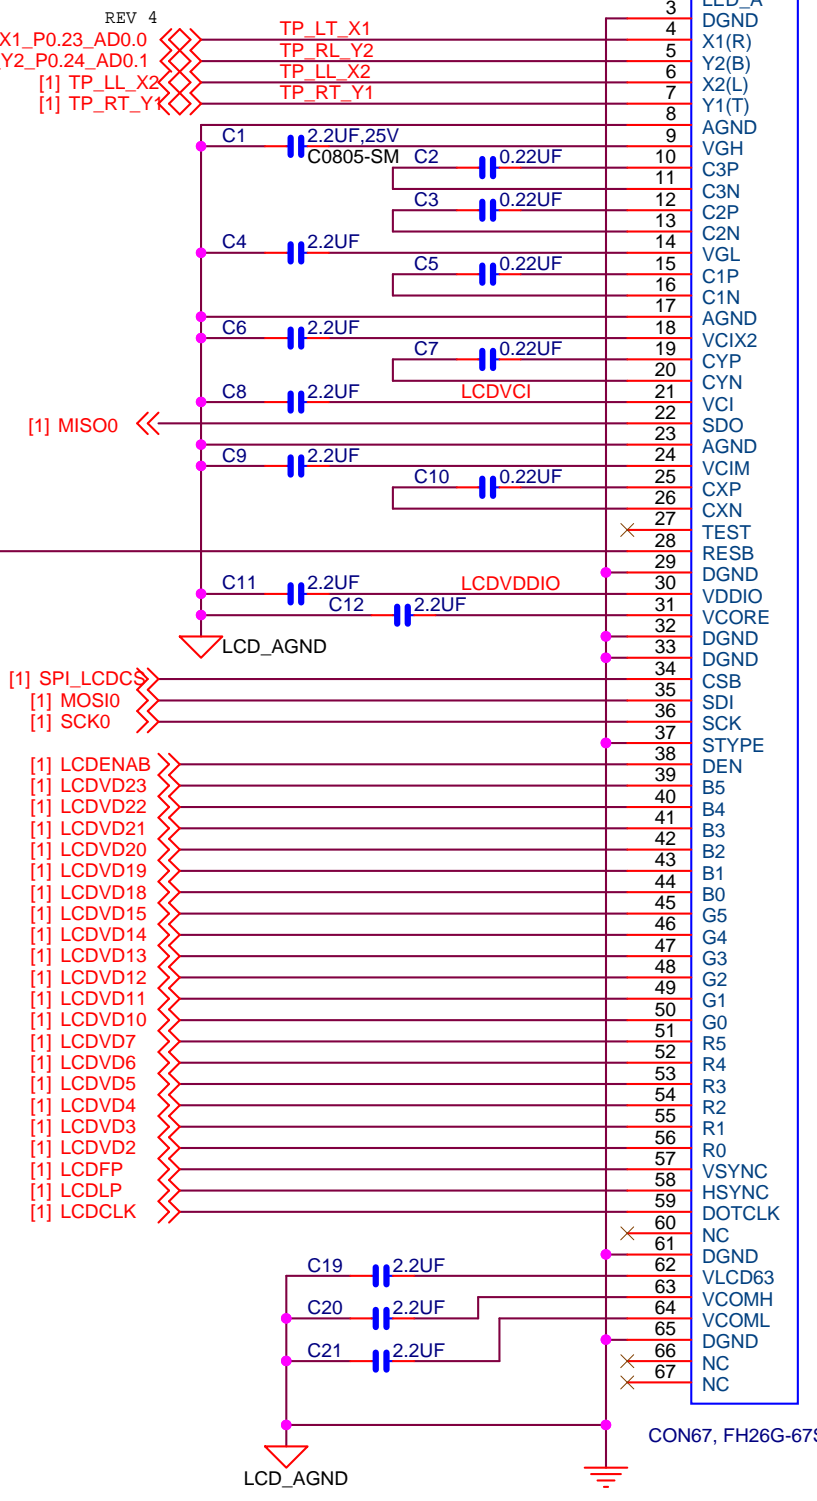 LED_A
3
DGND
REV 4
TP_LT_X1
4
X1_P0.23_AD0.0
X1(R)
TP_RL_Y2
5
Y2_P0.24_AD0.1
Y2(B)
[1] TP_LL_X2
TP_LL_X2
6
X2(L)
[1] TP_RT_Y1
TP_RT_Y1
7
Y1(T)
8
AGND
C1
2.2UF,25V
9
VGH
C0805-SM
C2
0.22UF
10
C3P
11
C3N
C3
0.22UF
12
C2P
13
C2N
C4
2.2UF
14
VGL
C5
0.22UF
15
C1P
16
C1N
17
AGND
C6
2.2UF
18
VCIX2
C7
0.22UF
19
CYP
20
CYN
C8
2.2UF
LCDVCI
21
VCI
[1] MISO0
22
SDO
23
AGND
C9
2.2UF
24
VCIM
C10
0.22UF
25
CXP
26
CXN
27
TEST
28
RESB
29
DGND
C11
2.2UF
LCDVDDIO
30
VDDIO
C12
2.2UF
31
VCORE
32
DGND
LCD_AGND
33
DGND
[1] SPI_LCDCS
34
CSB
[1] MOSI0
35
SDI
[1] SCK0
36
SCK
37
STYPE
[1] LCDENAB
38
DEN
[1] LCDVD23
39
B5
[1] LCDVD22
40
B4
[1] LCDVD21
41
B3
[1] LCDVD20
42
B2
[1] LCDVD19
43
B1
[1] LCDVD18
44
B0
[1] LCDVD15
45
G5
[1] LCDVD14
46
G4
[1] LCDVD13
47
G3
[1] LCDVD12
48
G2
[1] LCDVD11
49
G1
[1] LCDVD10
50
G0
[1] LCDVD7
51
R5
[1] LCDVD6
52
R4
[1] LCDVD5
53
R3
[1] LCDVD4
54
R2
[1] LCDVD3
55
R1
[1] LCDVD2
56
R0
[1] LCDFP
57
VSYNC
[1] LCDLP
58
HSYNC
[1] LCDCLK
59
DOTCLK
60
NC
61
DGND
C19
2.2UF
62
VLCD63
C20
2.2UF
63
VCOMH
64
VCOML
C21
2.2UF
65
DGND
66
NC
67
NC
CON67, FH26G-67S
LCD_AGND